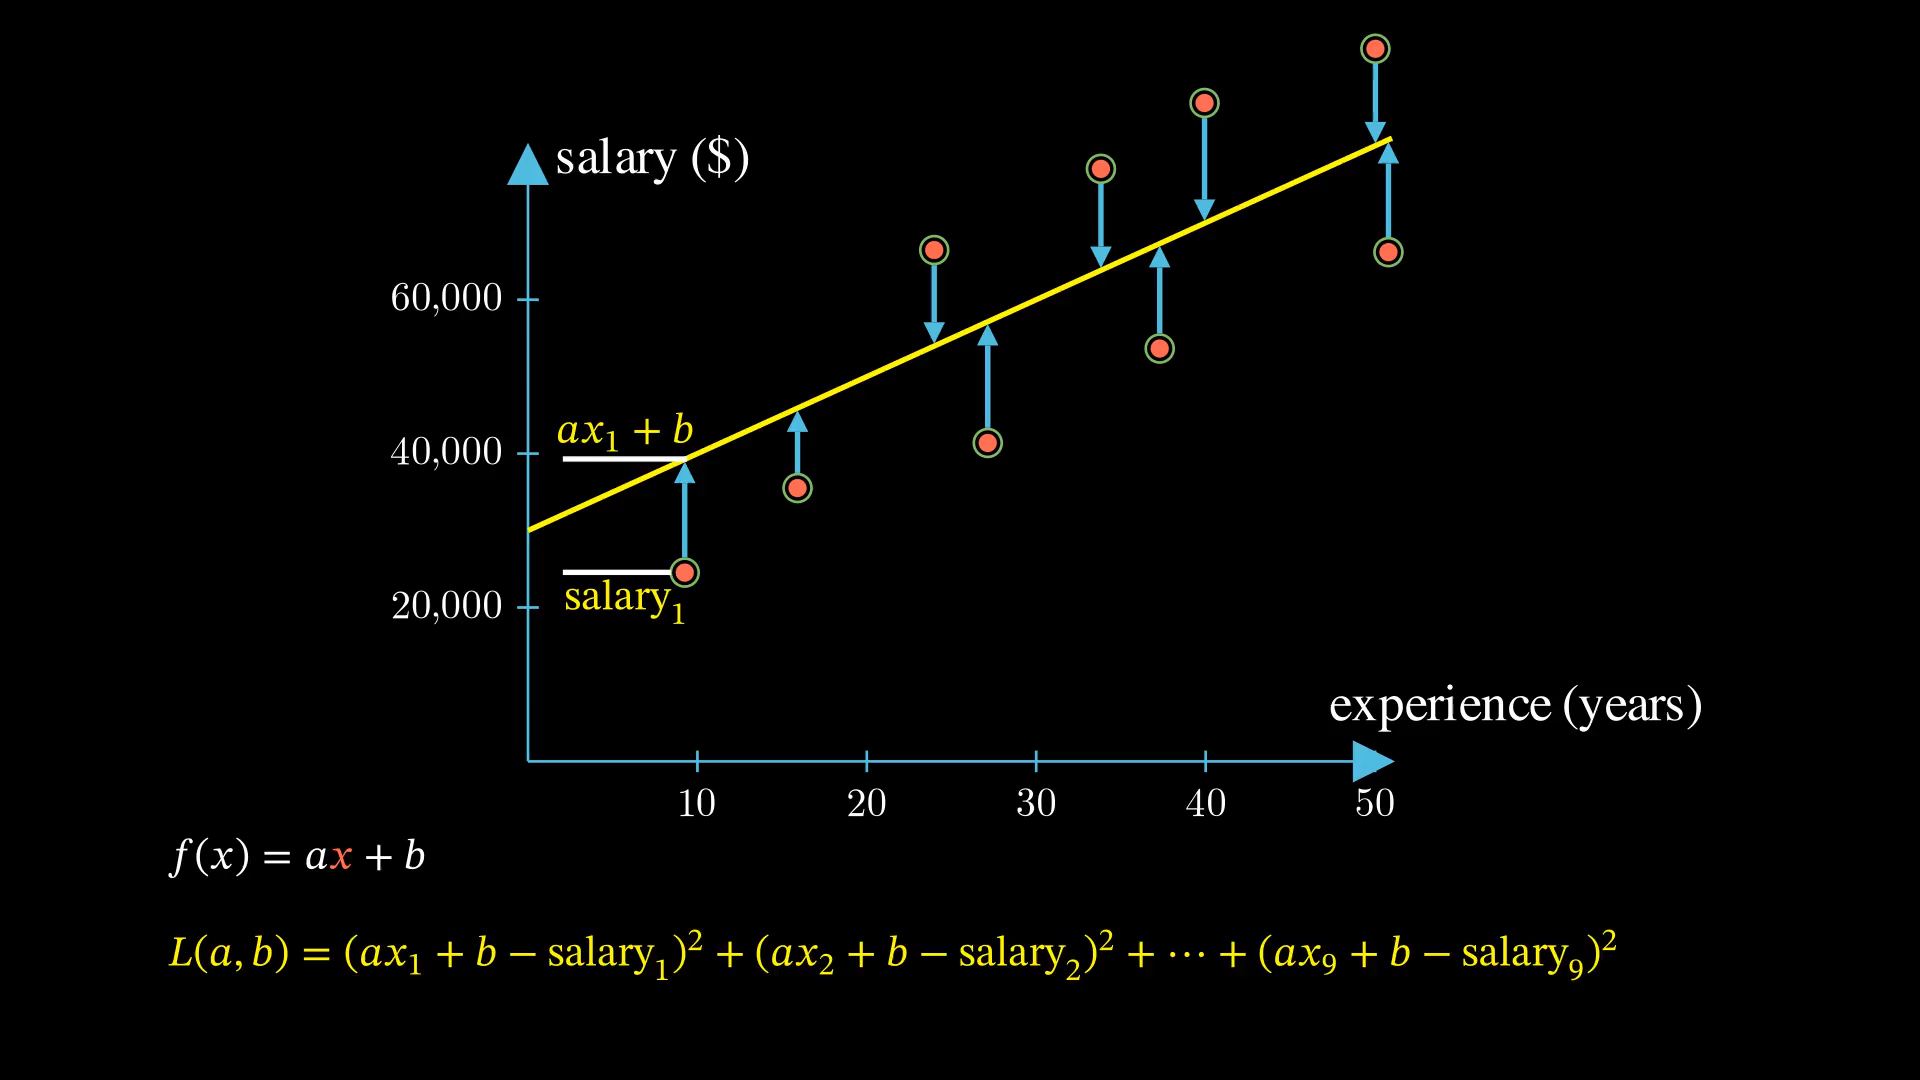 salary ($)
60,000
ax₁ + b
40,000
20,000
salary₁
experience (years)
10 20 30 40 50
f(x) = ax + b
L(a, b) = (ax₁ + b − salary₁)² + (ax₂ + b − salary₂)² + ⋯ + (ax₉ + b − salary₉)²